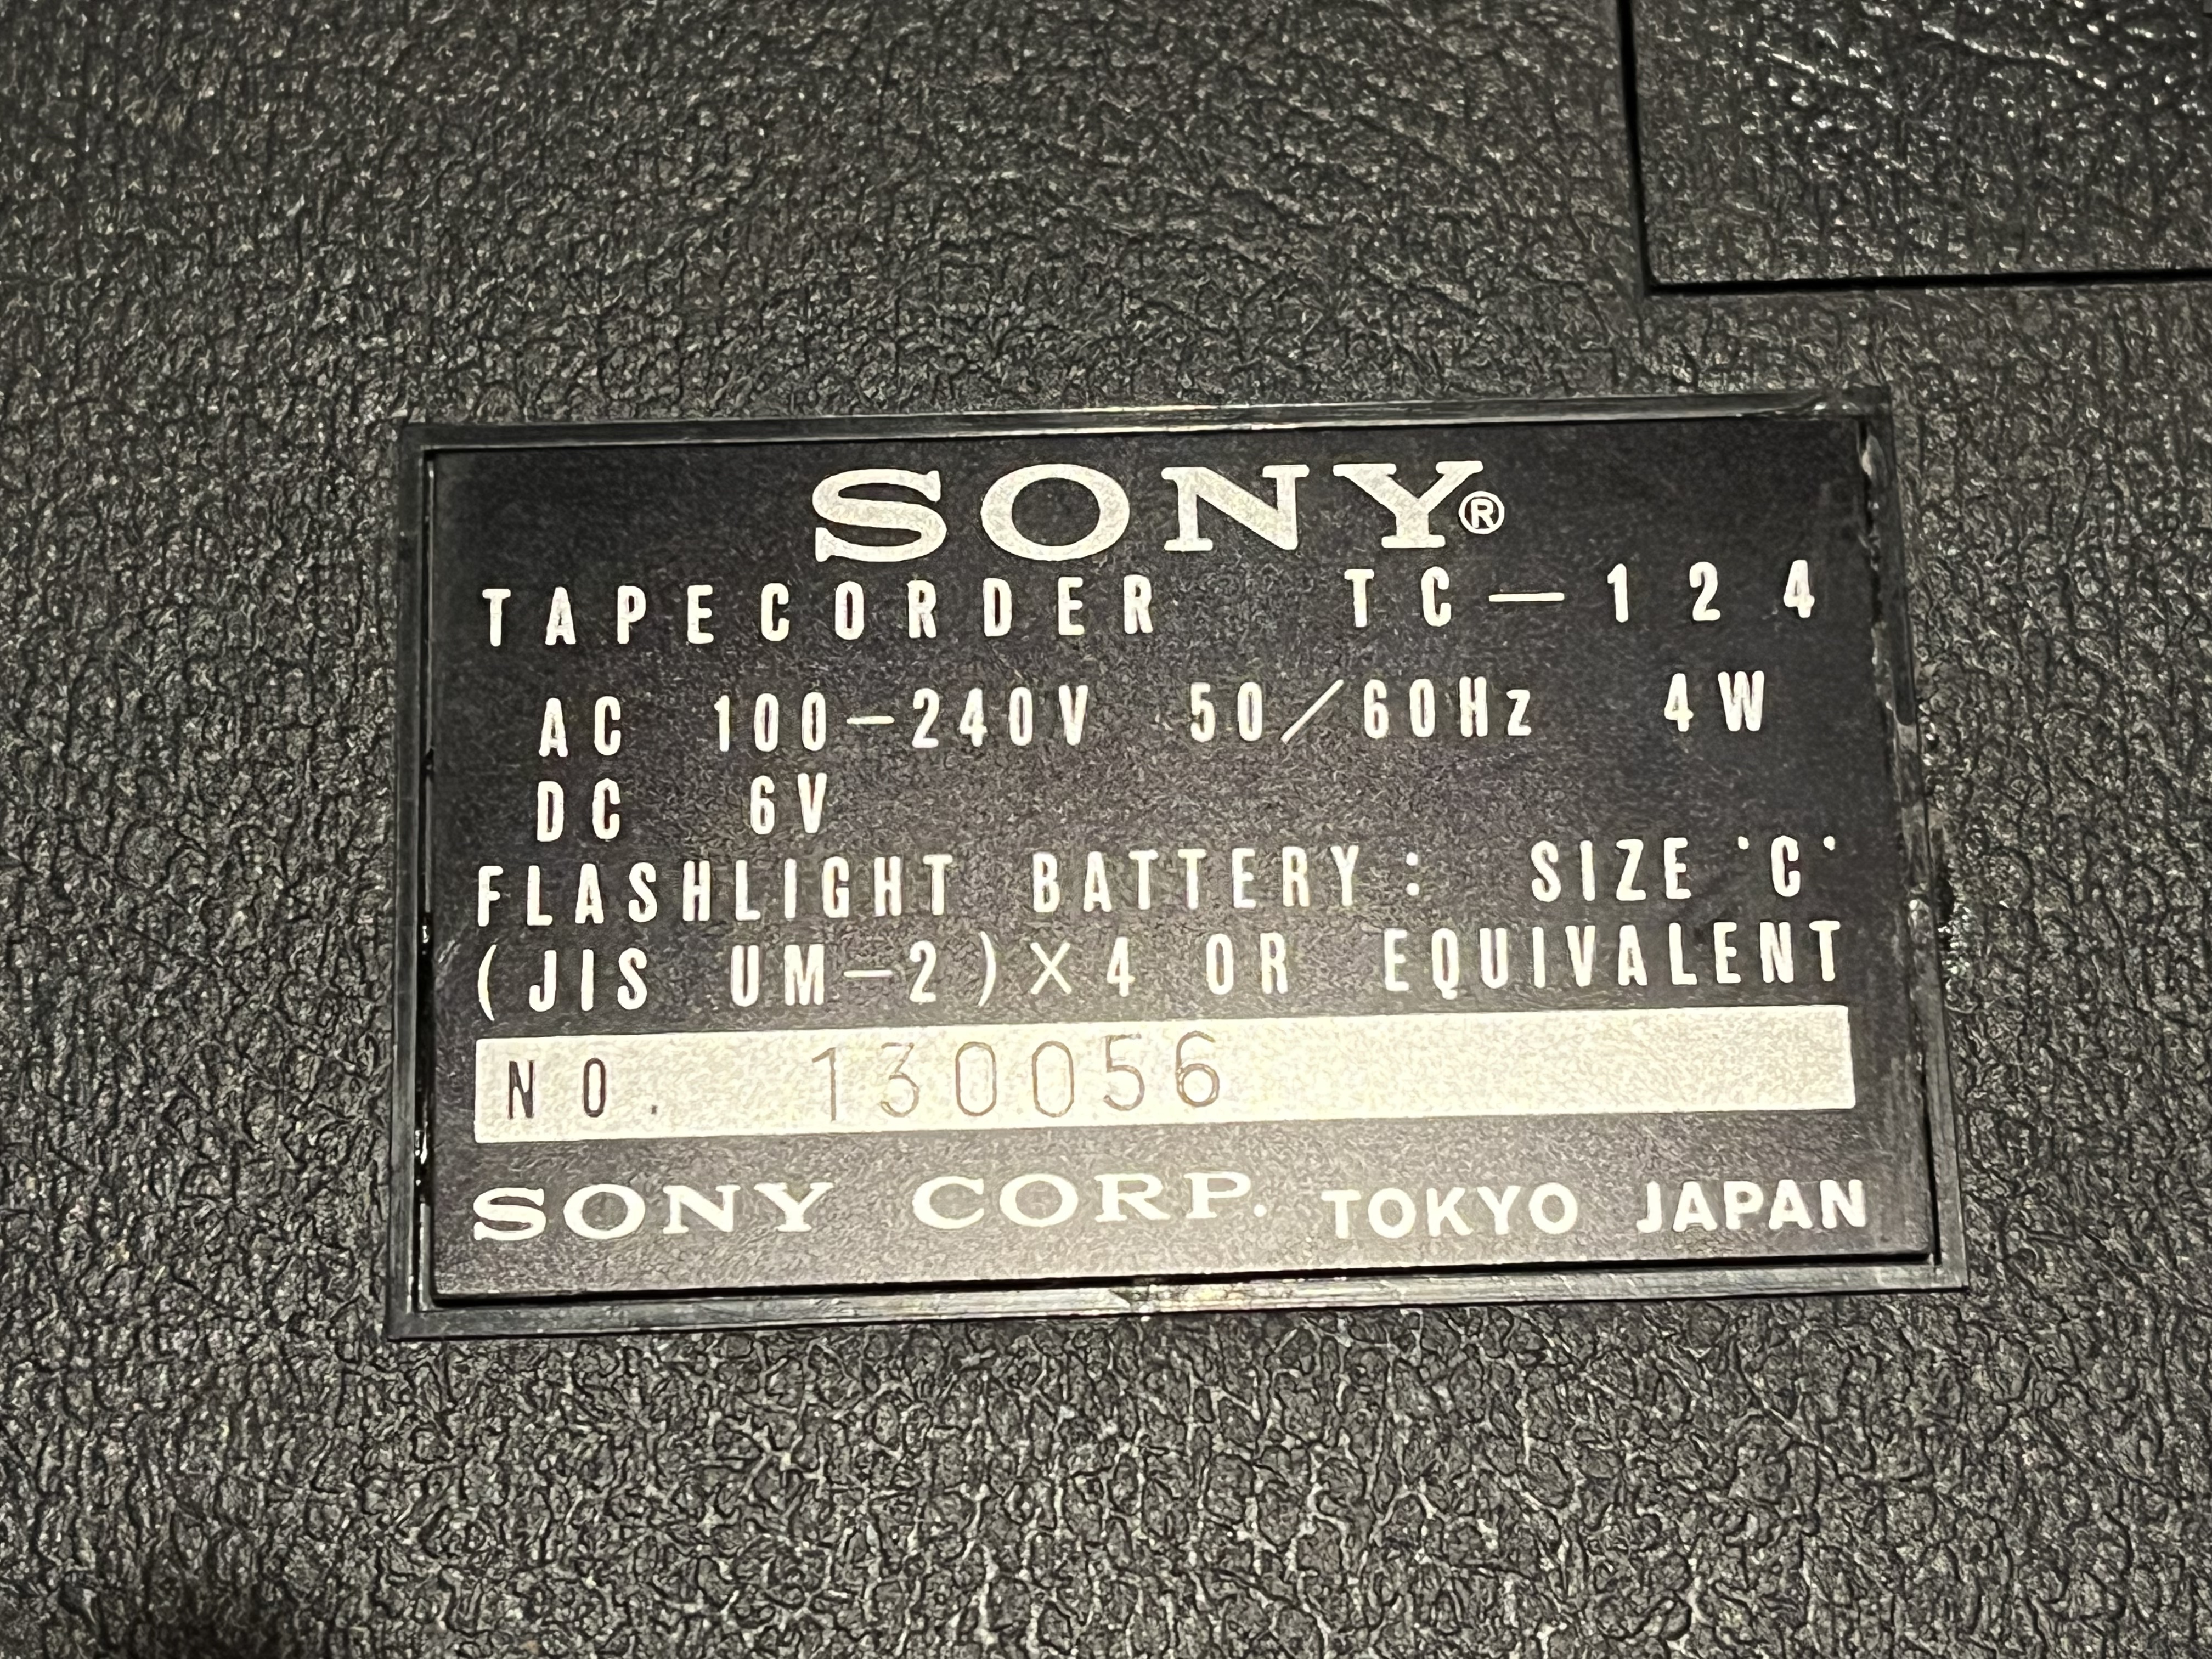 SONY®
TAPECORDER TC—124
AC 100—240V 50/60Hz 4W
DC 6V
FLASHLIGHT BATTERY: SIZE 'C'
(JIS UM—2)×4 OR EQUIVALENT
NO. 130056
SONY CORP. TOKYO JAPAN